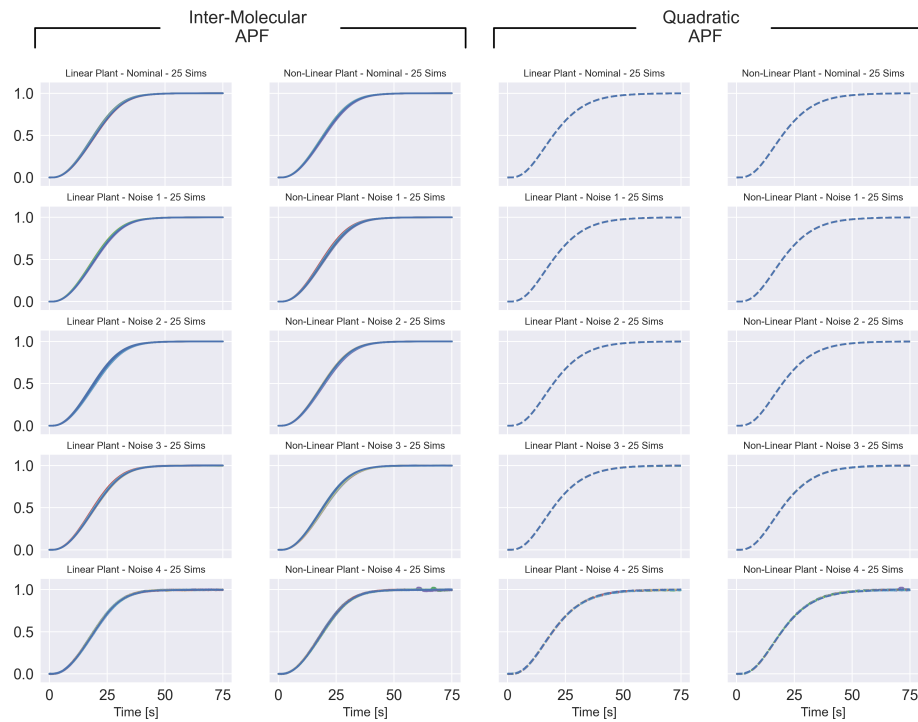 Inter-Molecular
APF
Quadratic
APF
Linear Plant - Nominal - 25 Sims
Non-Linear Plant - Nominal - 25 Sims
Linear Plant - Nominal - 25 Sims
Non-Linear Plant - Nominal - 25 Sims
1.0
0.5
0.0
Linear Plant - Noise 1 - 25 Sims
Non-Linear Plant - Noise 1 - 25 Sims
Linear Plant - Noise 1 - 25 Sims
Non-Linear Plant - Noise 1 - 25 Sims
1.0
0.5
0.0
Linear Plant - Noise 2 - 25 Sims
Non-Linear Plant - Noise 2 - 25 Sims
Linear Plant - Noise 2 - 25 Sims
Non-Linear Plant - Noise 2 - 25 Sims
1.0
0.5
0.0
Linear Plant - Noise 3 - 25 Sims
Non-Linear Plant - Noise 3 - 25 Sims
Linear Plant - Noise 3 - 25 Sims
Non-Linear Plant - Noise 3 - 25 Sims
1.0
0.5
0.0
Linear Plant - Noise 4 - 25 Sims
Non-Linear Plant - Noise 4 - 25 Sims
Linear Plant - Noise 4 - 25 Sims
Non-Linear Plant - Noise 4 - 25 Sims
1.0
0.5
0.0
0 25 50 75
0 25 50 75
0 25 50 75
0 25 50 75
Time [s]
Time [s]
Time [s]
Time [s]